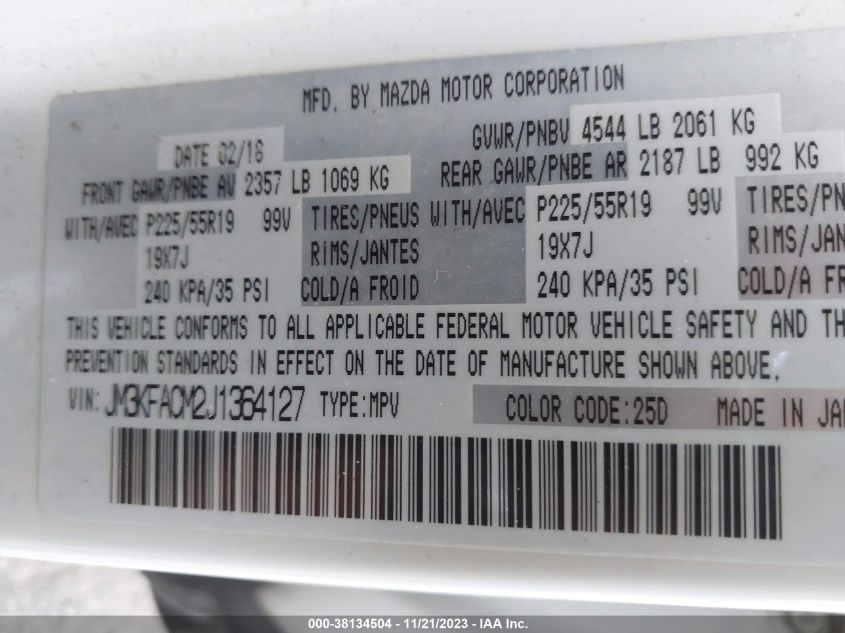 MFD. BY MAZDA MOTOR CORPORATION
DATE 02/18 GVWR/PNBV 4544 LB 2061 KG
FRONT GAWR/PNBE AV 2357 LB 1069 KG REAR GAWR/PNBE AR 2187 LB 992 KG
WITH/AVEC P225/55R19 99V TIRES/PNEUS WITH/AVEC P225/55R19 99V TIRES/PN
19X7J RIMS/JANTES 19X7J RIMS/JAN
240 KPA/35 PSI COLD/A FROID 240 KPA/35 PSI COLD/A FRO
THIS VEHICLE CONFORMS TO ALL APPLICABLE FEDERAL MOTOR VEHICLE SAFETY AND TH
PREVENTION STANDARDS IN EFFECT ON THE DATE OF MANUFACTURE SHOWN ABOVE.
VIN: JM3KFACM2J1364127 TYPE:MPV COLOR CODE:25D MADE IN JAP
000-38134504 — 11/21/2023 — IAA Inc.